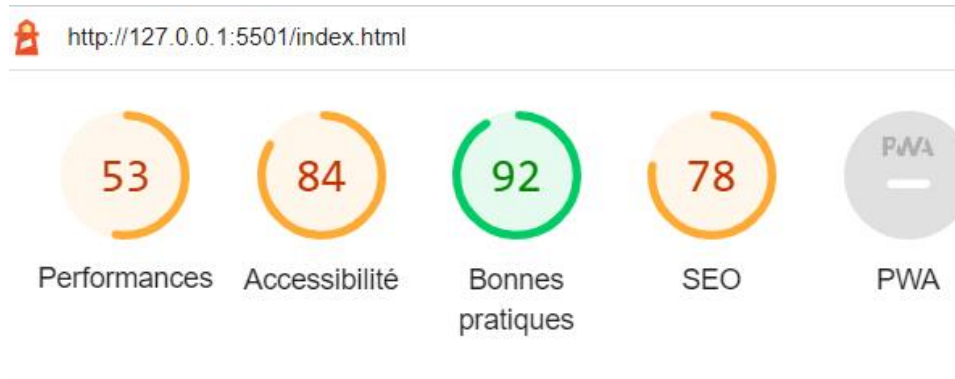 http://127.0.0.1:5501/index.html
53
84
92
78
PWA
Performances
Accessibilité
Bonnes
pratiques
SEO
PWA